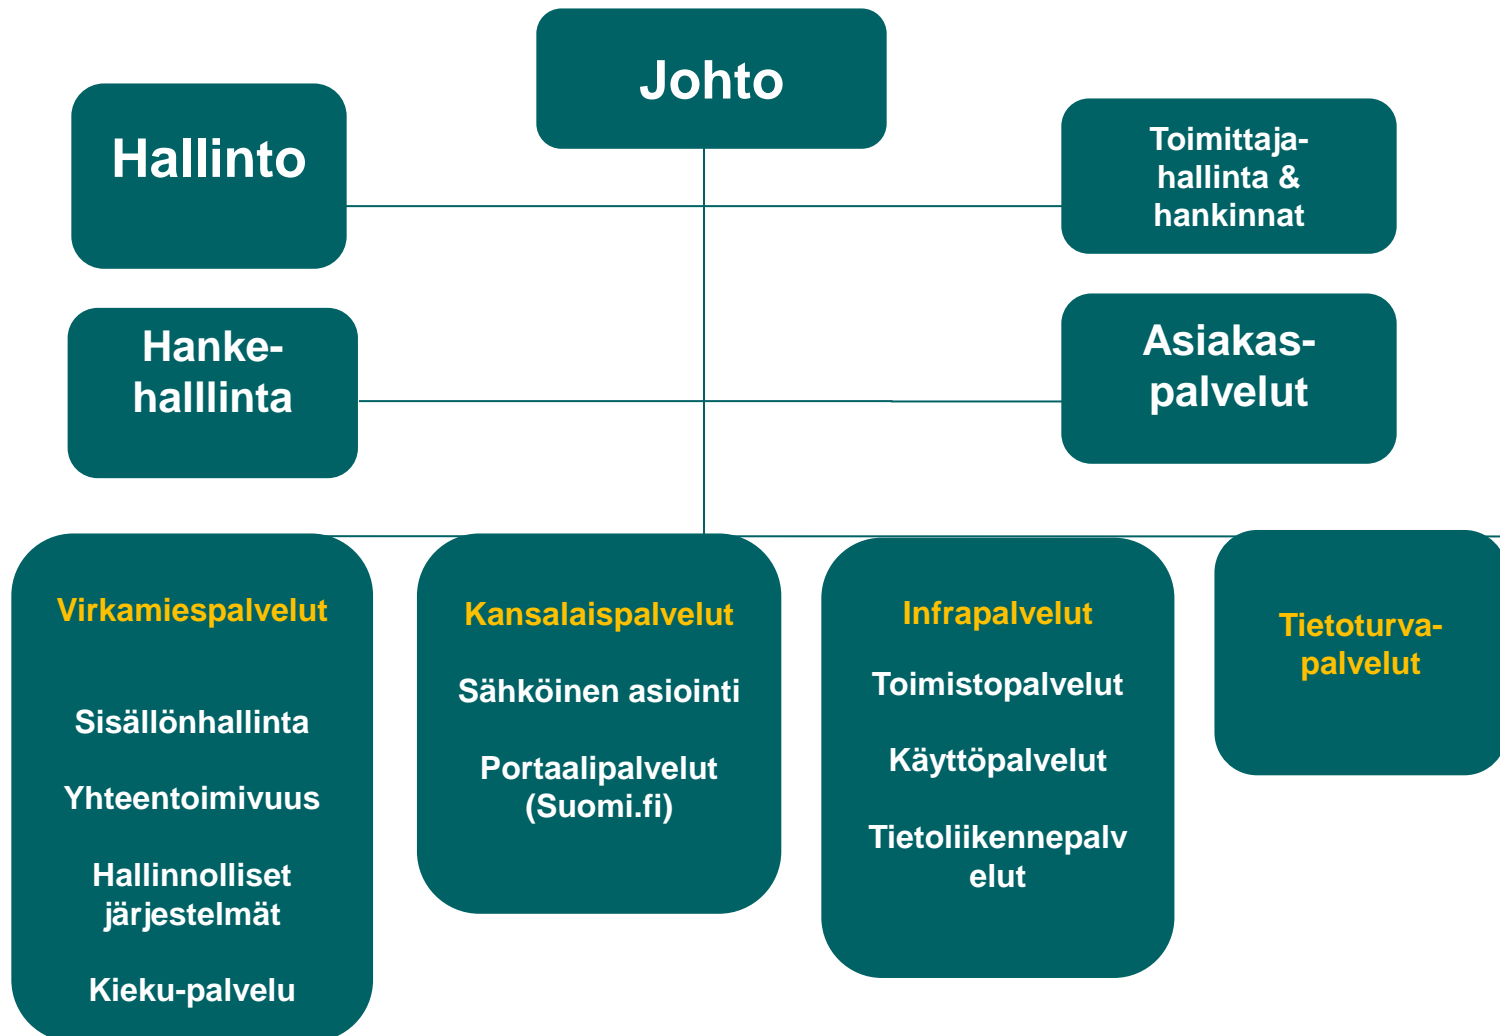 Johto
Hallinto
Toimittaja-
hallinta &
hankinnat
Hanke-
halllinta
Asiakas-
palvelut
Virkamiespalvelut
Sisällönhallinta
Yhteentoimivuus
Hallinnolliset
järjestelmät
Kieku-palvelu
Kansalaispalvelut
Sähköinen asiointi
Portaalipalvelut
(Suomi.fi)
Infrapalvelut
Toimistopalvelut
Käyttöpalvelut
Tietoliikennepalv
elut
Tietoturva-
palvelut